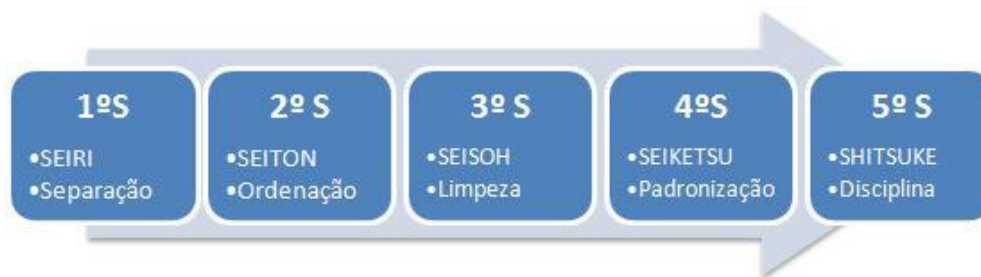 1ºS
•SEIRI
•Separação
2º S
•SEITON
•Ordenação
3º S
•SEISOH
•Limpeza
4ºS
•SEIKETSU
•Padronização
5º S
•SHITSUKE
•Disciplina